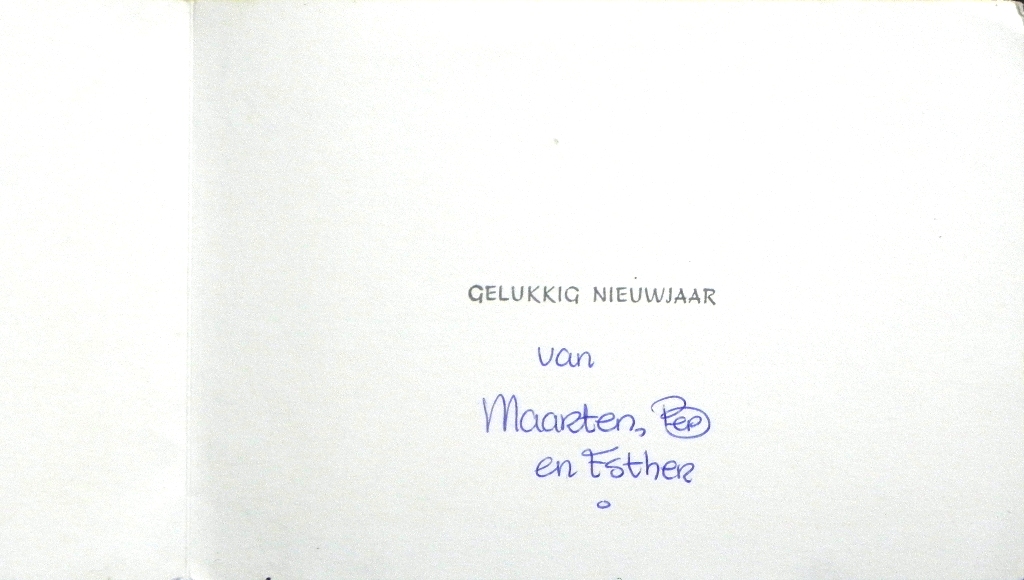 GELUKKIG NIEUWJAAR
van
Maarten, Pep
en Esther